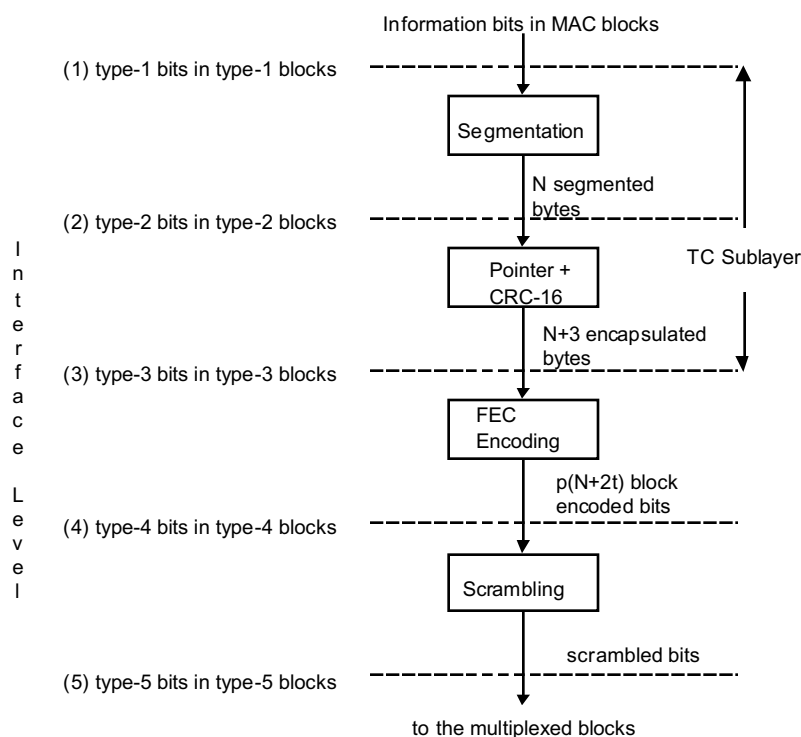 Information bits in MAC blocks
(1) type-1 bits in type-1 blocks
Segmentation
N segmented
bytes
(2) type-2 bits in type-2 blocks
Pointer +
CRC-16
TC Sublayer
N+3 encapsulated
bytes
(3) type-3 bits in type-3 blocks
FEC
Encoding
p(N+2t) block
encoded bits
(4) type-4 bits in type-4 blocks
Scrambling
scrambled bits
(5) type-5 bits in type-5 blocks
to the multiplexed blocks
Interface Level